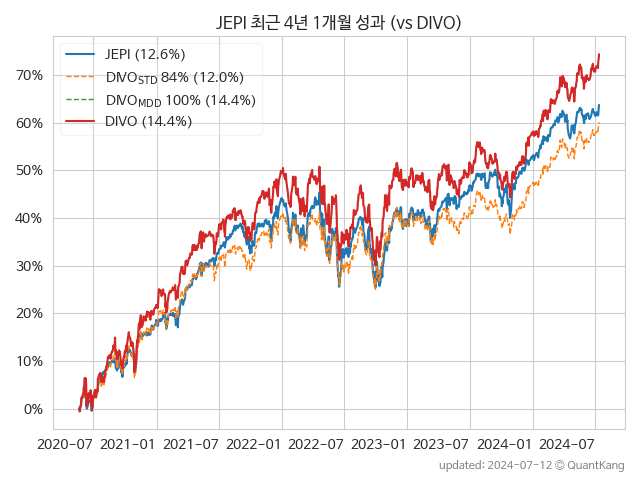 JEPI 최근 4년 1개월 성과 (vs DIVO)
JEPI (12.6%)
DIVO_STD 84% (12.0%)
DIVO_MDD 100% (14.4%)
DIVO (14.4%)
70%
60%
50%
40%
30%
20%
10%
0%
2020-07 2021-01 2021-07 2022-01 2022-07 2023-01 2023-07 2024-01 2024-07
updated: 2024-07-12 © QuantKang